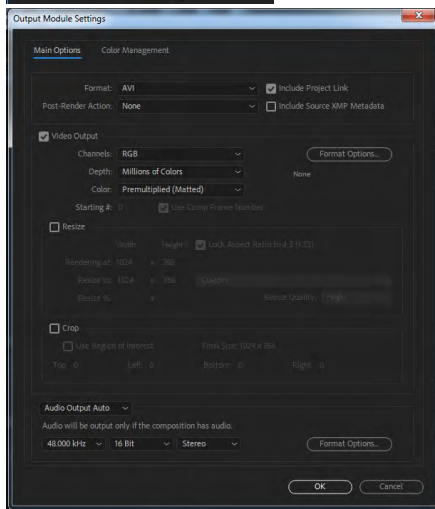 Output Module Settings
Main Options Color Management
Format: AVI Include Project Link
Post-Render Action: None Include Source XMP Metadata
Video Output
Channels: RGB Format Options...
Depth: Millions of Colors None
Color: Premultiplied (Matted)
Starting #: 0 Use Comp Frame Number
Resize
Width Height Lock Aspect Ratio to 4:3 (1.33)
Rendering at: 1024 x 768
Resize to: 1024 x Custom
Resize %: x Resize Quality: High
Crop
Use Region of Interest Final Size: 1024 x
Top: 0 Left: 0 Bottom: 0 Right: 0
Audio Output Auto
Audio will be output only if the composition has audio.
48.000 kHz 16 Bit Stereo Format Options...
OK Cancel